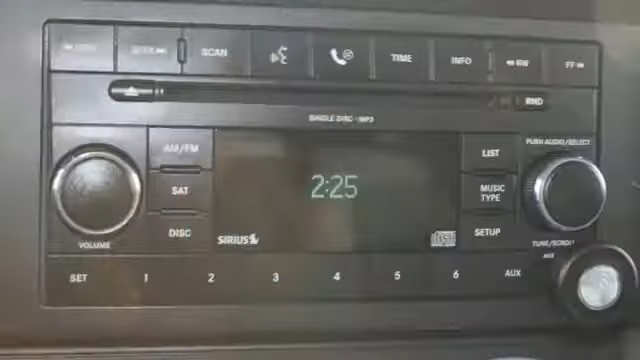 SCAN
TIME
INFO
RW
FF
RND
SINGLE DISC - MP3
AM/FM
LIST
PUSH AUDIO/SELECT
SAT
2:25
MUSIC
TYPE
DISC
SIRIUS
disc
SETUP
VOLUME
TUNE/SCROLL
AUX
SET
1
2
3
4
5
6
AUX